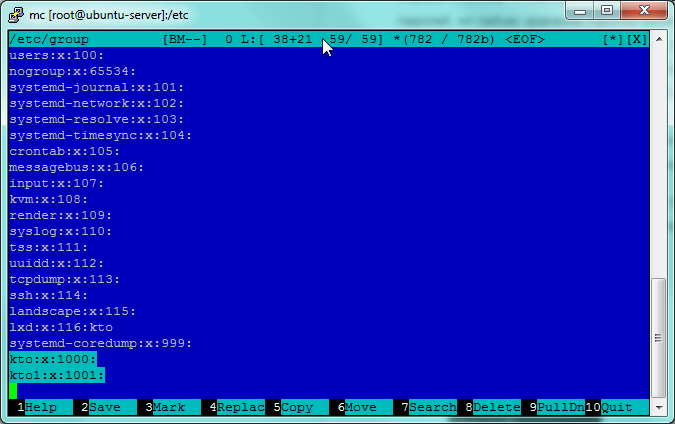 mc [root@ubuntu-server]:/etc
/etc/group [BM--] 0 L:[ 38+21 59/ 59] *(782 / 782b) <EOF> [*][X]
users:x:100:
nogroup:x:65534:
systemd-journal:x:101:
systemd-network:x:102:
systemd-resolve:x:103:
systemd-timesync:x:104:
crontab:x:105:
messagebus:x:106:
input:x:107:
kvm:x:108:
render:x:109:
syslog:x:110:
tss:x:111:
uuidd:x:112:
tcpdump:x:113:
ssh:x:114:
landscape:x:115:
lxd:x:116:kto
systemd-coredump:x:999:
kto:x:1000:
kto1:x:1001:
1Help 2Save 3Mark 4Replac 5Copy 6Move 7Search 8Delete 9PullDn 10Quit